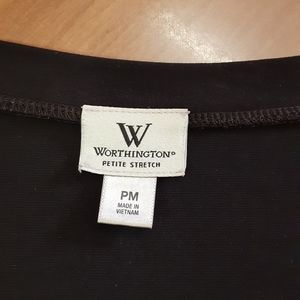 W
WORTHINGTON®
PETITE STRETCH
PM
MADE IN
VIETNAM